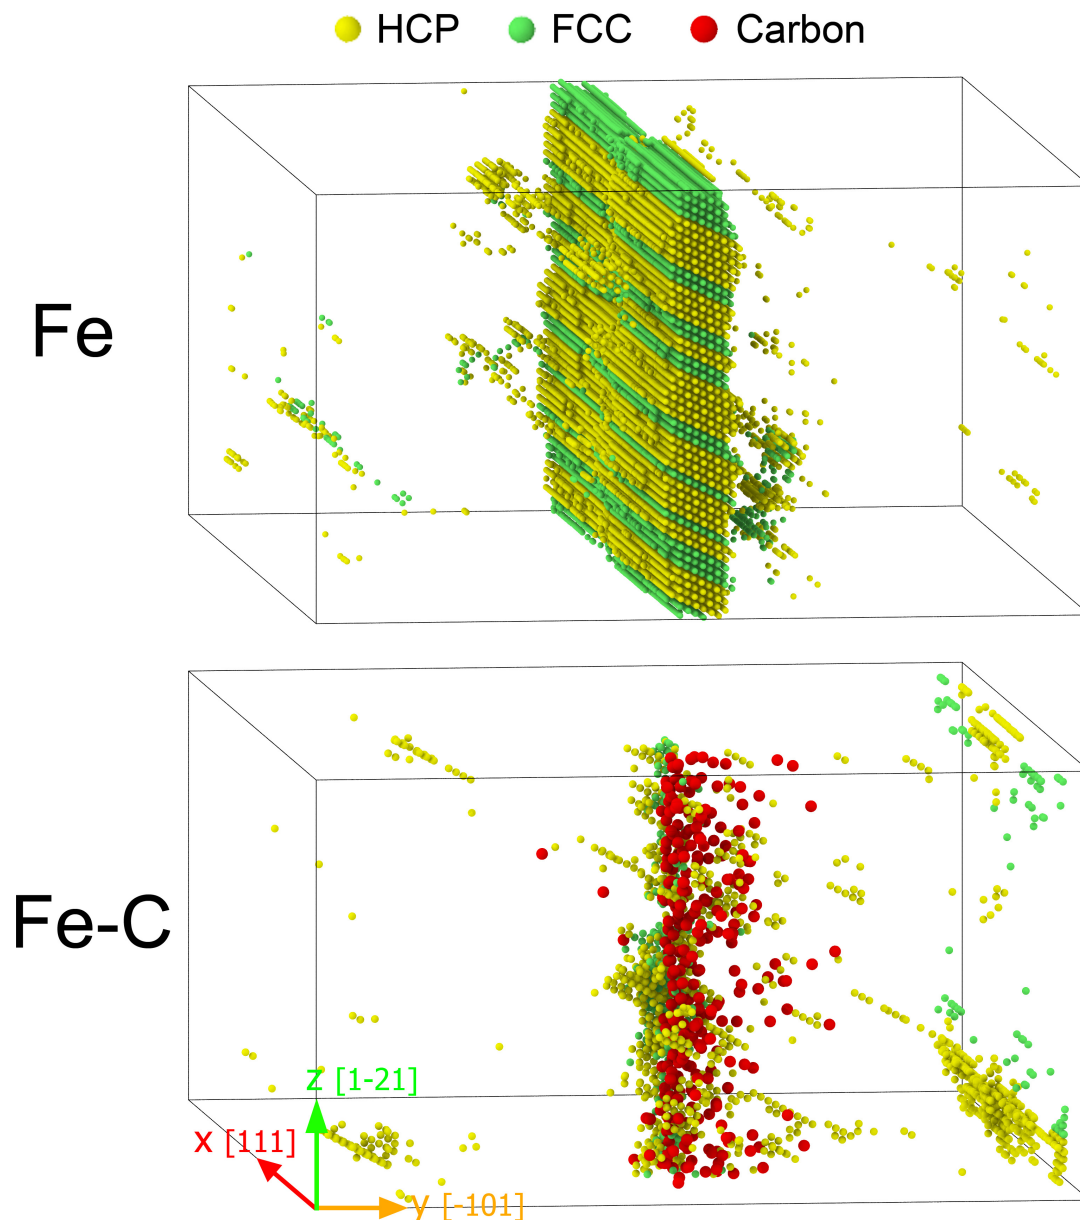 HCP FCC Carbon
Fe
Fe-C
z [1-21]
x [111]
y [-101]